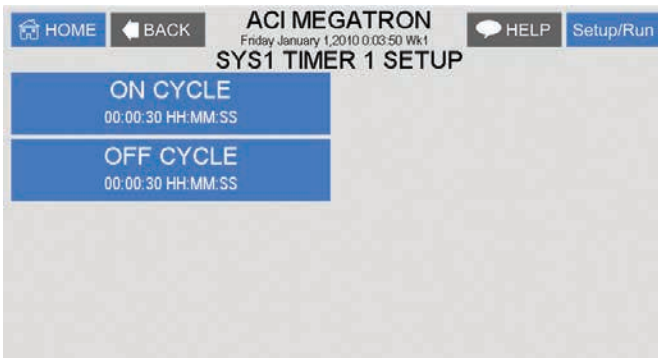 HOME
BACK
ACI MEGATRON
HELP
Setup/Run
Friday January 1,2010 0:03:50 Wk1
SYS1 TIMER 1 SETUP
ON CYCLE
00:00:30 HH:MM:SS
OFF CYCLE
00:00:30 HH:MM:SS